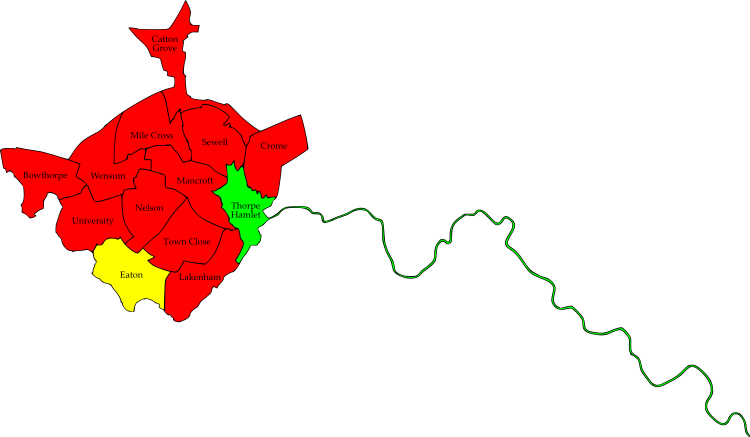 Catton
Grove
Mile Cross
Sewell
Crome
Bowthorpe
Wensum
Mancroft
Nelson
Thorpe
Hamlet
University
Town Close
Eaton
Lakenham